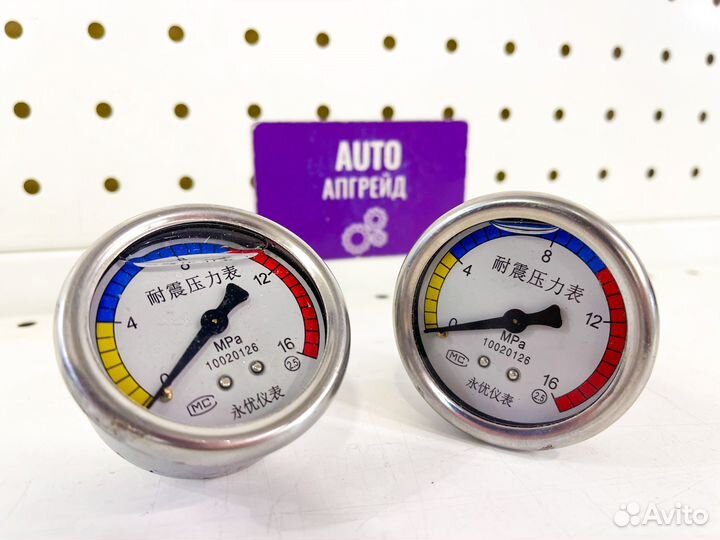 AUTO
АПГРЕЙД
0
4
8
12
16
耐震压力表
MPa
10020126
2.5
MC
永优仪表
0
4
8
12
16
耐震压力表
MPa
10020126
2.5
MC
永优仪表
Avito